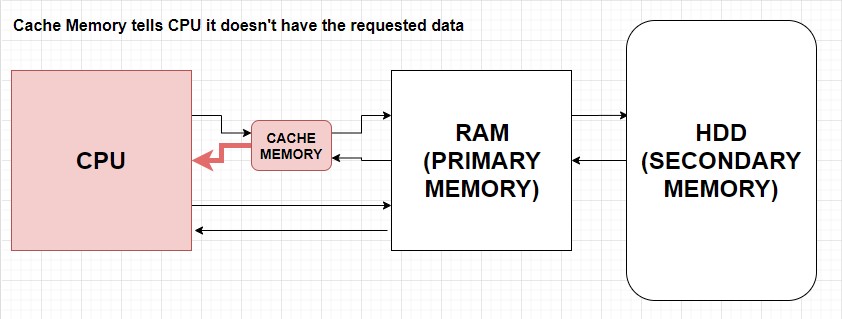 Cache Memory tells CPU it doesn't have the requested data
CPU
CACHE
MEMORY
RAM
(PRIMARY
MEMORY)
HDD
(SECONDARY
MEMORY)